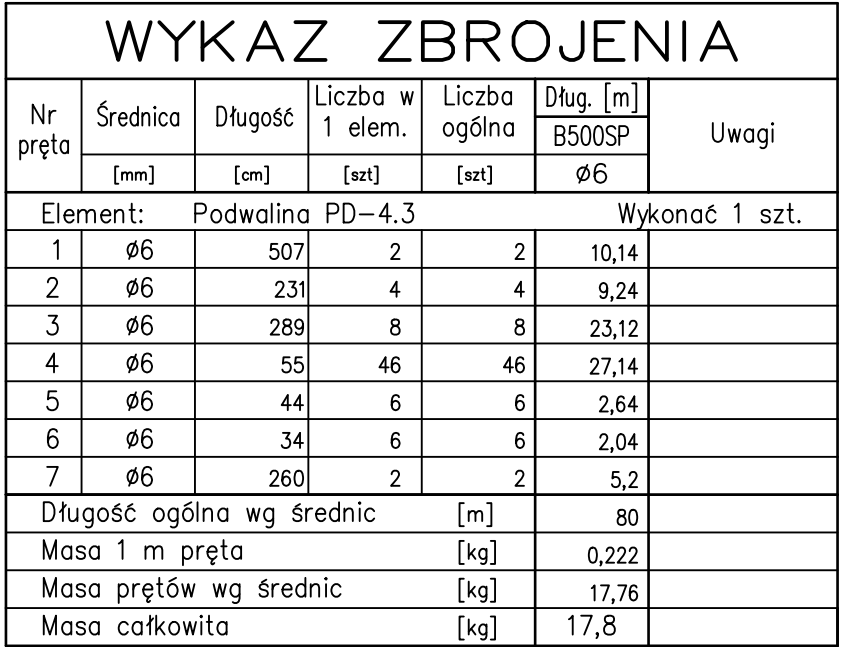 WYKAZ ZBROJENIA
Nr pręta Średnica Długość Liczba w 1 elem. Liczba ogólna Dług. [m] Uwagi
B500SP
[mm] [cm] [szt] [szt] Ø6
Element: Podwalina PD-4.3 Wykonać 1 szt.
1 Ø6 507 2 2 10,14
2 Ø6 231 4 4 9,24
3 Ø6 289 8 8 23,12
4 Ø6 55 46 46 27,14
5 Ø6 44 6 6 2,64
6 Ø6 34 6 6 2,04
7 Ø6 260 2 2 5,2
Długość ogólna wg średnic [m] 80
Masa 1 m pręta [kg] 0,222
Masa prętów wg średnic [kg] 17,76
Masa całkowita [kg] 17,8